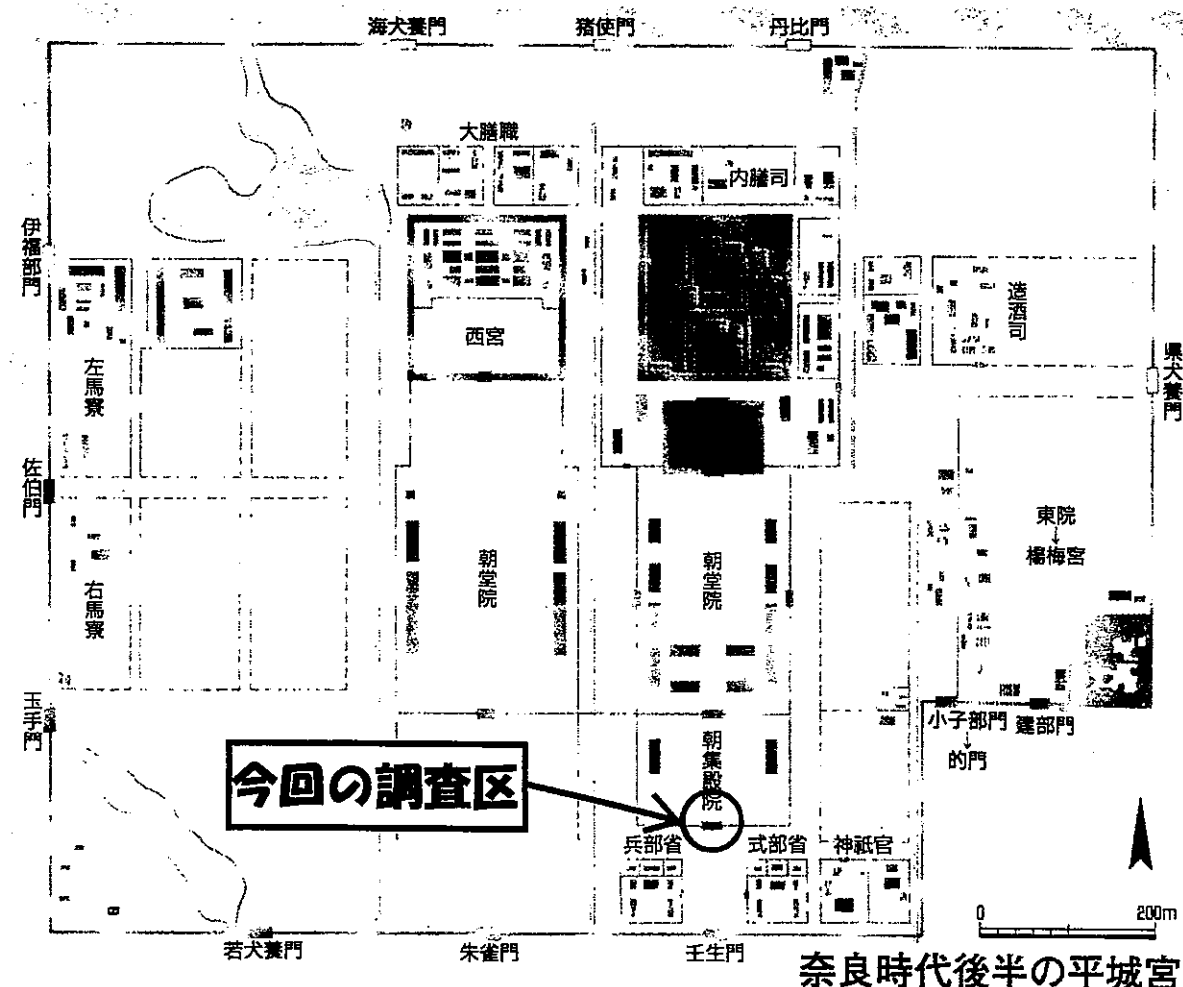 海犬養門
猪使門
丹比門
大膳職
内膳司
伊福部門
西宮
造酒司
左馬寮
県犬養門
佐伯門
朝堂院
朝堂院
東院
↓
楊梅宮
右馬寮
玉手門
小子部門
↓
的門
建部門
朝集殿院
今回の調査区
兵部省
式部省
神祇官
0
200m
若犬養門
朱雀門
壬生門
奈良時代後半の平城宮